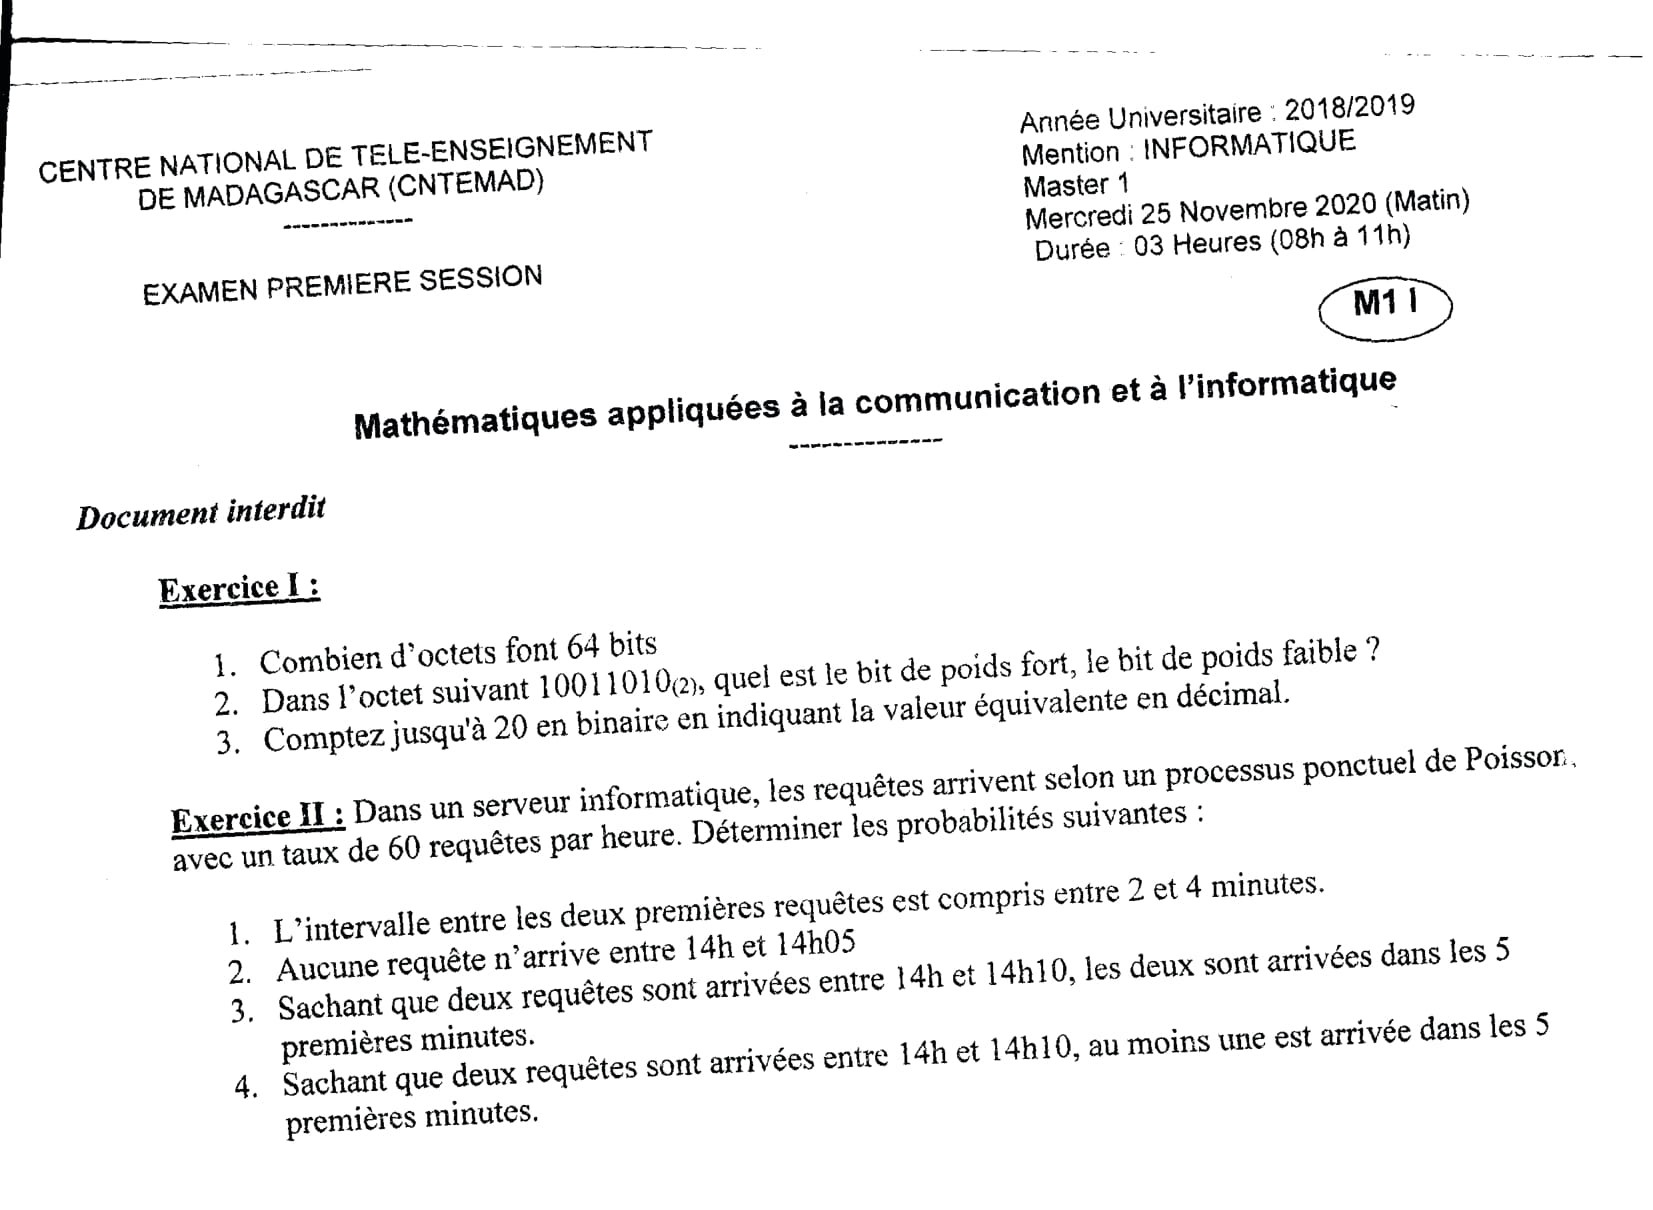 CENTRE NATIONAL DE TELE-ENSEIGNEMENT
DE MADAGASCAR (CNTEMAD)
--------------
EXAMEN PREMIERE SESSION
Année Universitaire : 2018/2019
Mention : INFORMATIQUE
Master 1
Mercredi 25 Novembre 2020 (Matin)
Durée : 03 Heures (08h à 11h)
M1 I
Mathématiques appliquées à la communication et à l'informatique
--------------
Document interdit
Exercice I :
1. Combien d'octets font 64 bits
2. Dans l'octet suivant 10011010(2), quel est le bit de poids fort, le bit de poids faible ?
3. Comptez jusqu'à 20 en binaire en indiquant la valeur équivalente en décimal.
Exercice II : Dans un serveur informatique, les requêtes arrivent selon un processus ponctuel de Poisson,
avec un taux de 60 requêtes par heure. Déterminer les probabilités suivantes :
1. L'intervalle entre les deux premières requêtes est compris entre 2 et 4 minutes.
2. Aucune requête n'arrive entre 14h et 14h05
3. Sachant que deux requêtes sont arrivées entre 14h et 14h10, les deux sont arrivées dans les 5
premières minutes.
4. Sachant que deux requêtes sont arrivées entre 14h et 14h10, au moins une est arrivée dans les 5
premières minutes.